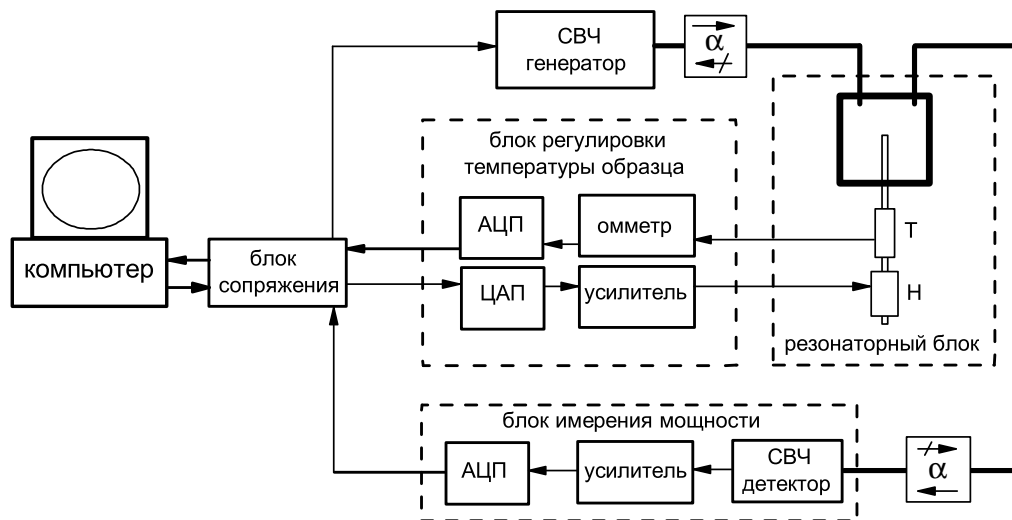 СВЧ
генератор
α
блок регулировки
температуры образца
АЦП
омметр
T
компьютер
блок
сопряжения
ЦАП
усилитель
H
резонаторный блок
блок имерения мощности
АЦП
усилитель
СВЧ
детектор
α